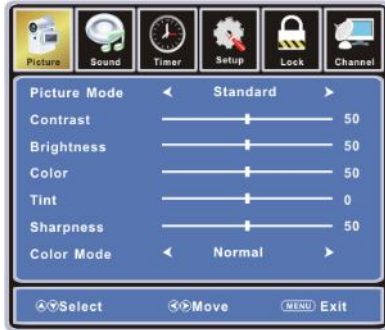 Picture Sound Timer Setup Lock Channel
Picture Mode Standard
Contrast 50
Brightness 50
Color 50
Tint 0
Sharpness 50
Color Mode Normal
Select Move MENU Exit